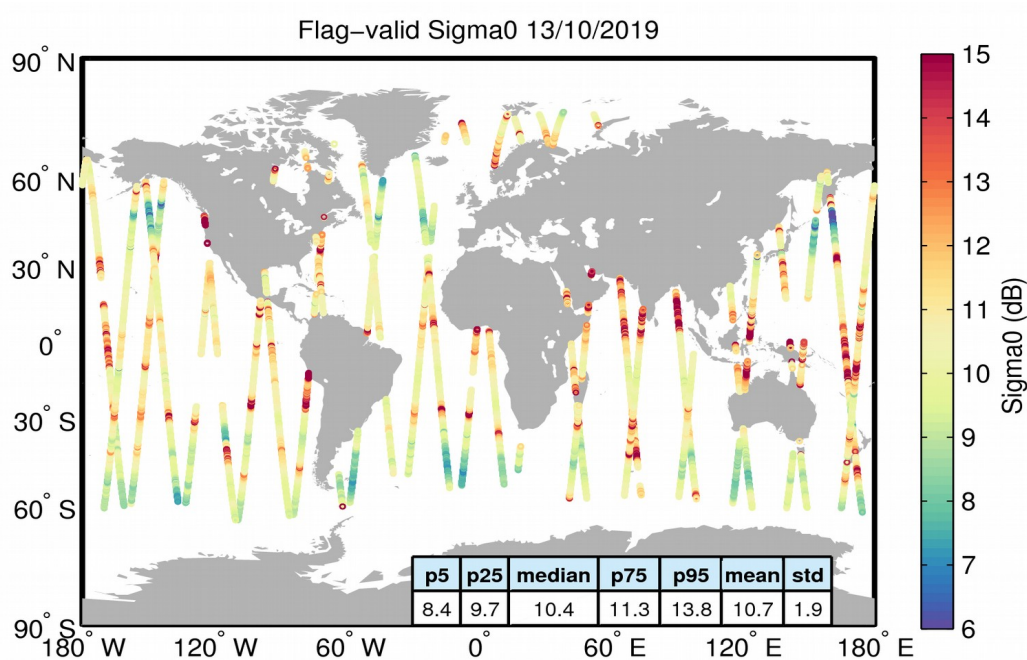 Flag−valid Sigma0 13/10/2019
90° N
60° N
30° N
0°
30° S
60° S
90° S
180° W
120° W
60° W
0°
60° E
120° E
180° E
15
14
13
12
11
10
9
8
7
6
Sigma0 (dB)
p5 p25 median p75 p95 mean std
8.4 9.7 10.4 11.3 13.8 10.7 1.9